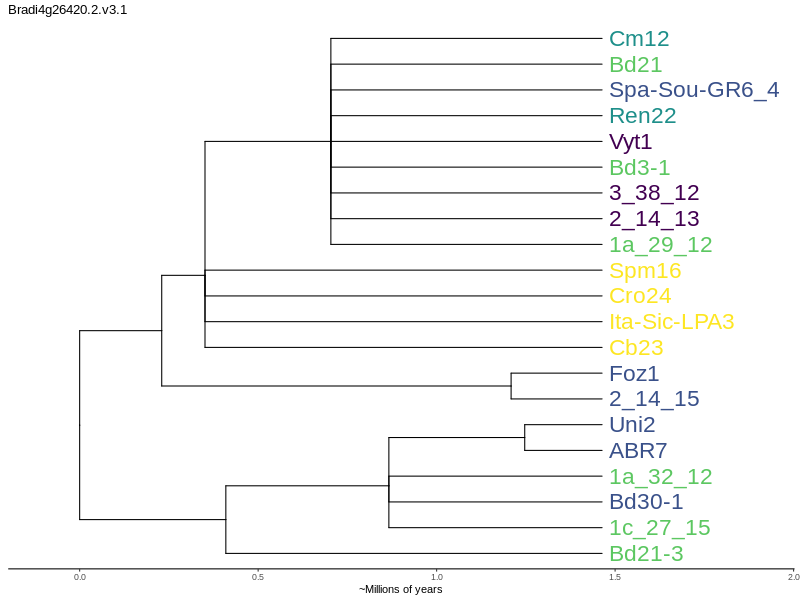 Bradi4g26420.2.v3.1
Cm12
Bd21
Spa-Sou-GR6_4
Ren22
Vyt1
Bd3-1
3_38_12
2_14_13
1a_29_12
Spm16
Cro24
Ita-Sic-LPA3
Cb23
Foz1
2_14_15
Uni2
ABR7
1a_32_12
Bd30-1
1c_27_15
Bd21-3
0.0 0.5 1.0 1.5 2.0
~Millions of years